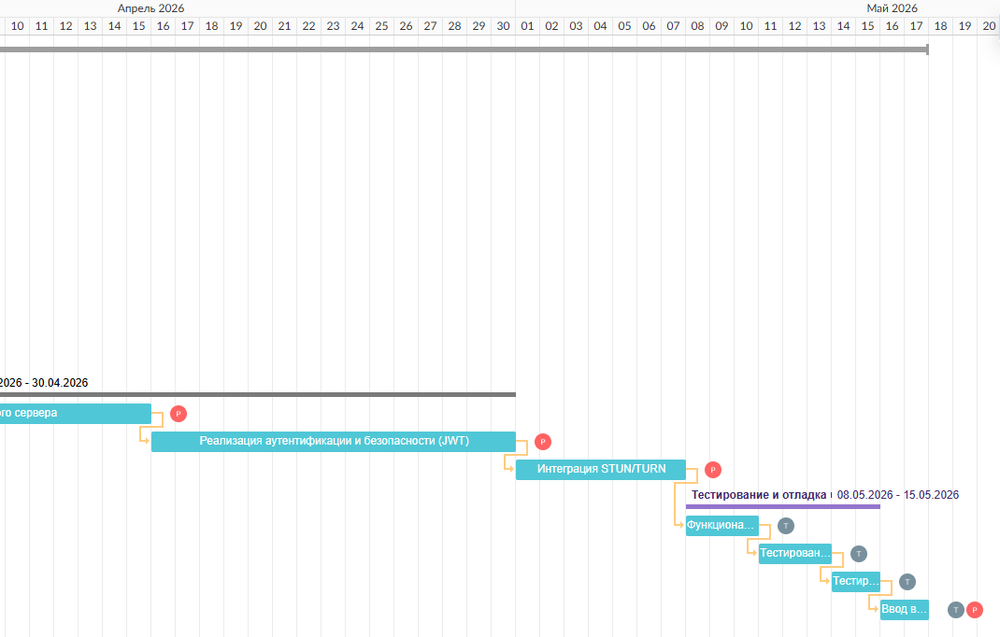 Апрель 2026 Май 2026
10 11 12 13 14 15 16 17 18 19 20 21 22 23 24 25 26 27 28 29 30 01 02 03 04 05 06 07 08 09 10 11 12 13 14 15 16 17 18 19 20
2026 - 30.04.2026
ого сервера P
Реализация аутентификации и безопасности (JWT) P
Интеграция STUN/TURN P
Тестирование и отладка 08.05.2026 - 15.05.2026
Функциона... T
Тестирован... T
Тестир... T
Ввод в... T P